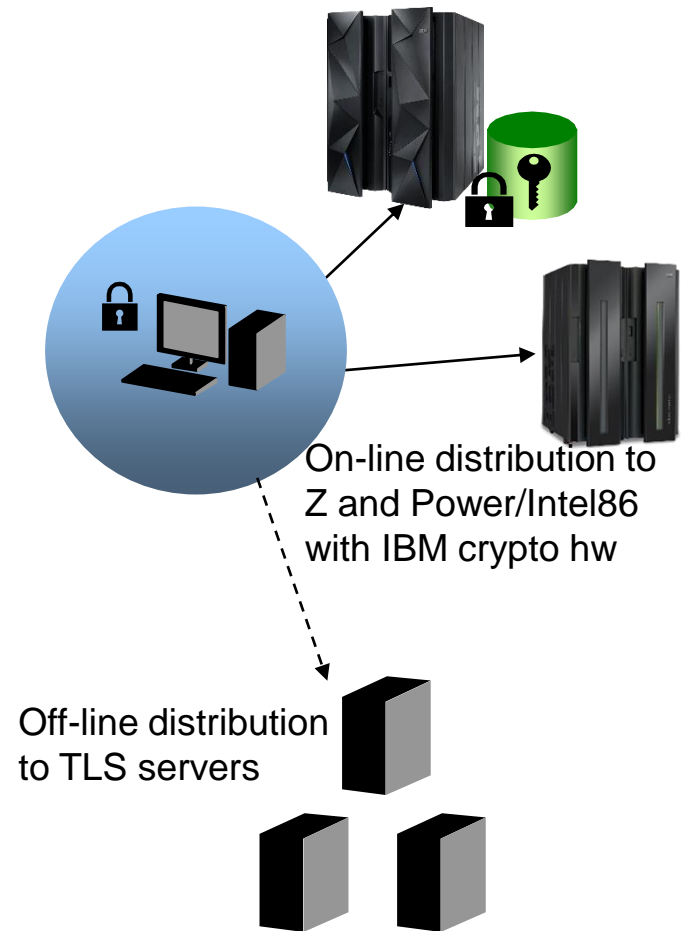 On-line distribution to
Z and Power/Intel86
with IBM crypto hw
Off-line distribution
to TLS servers